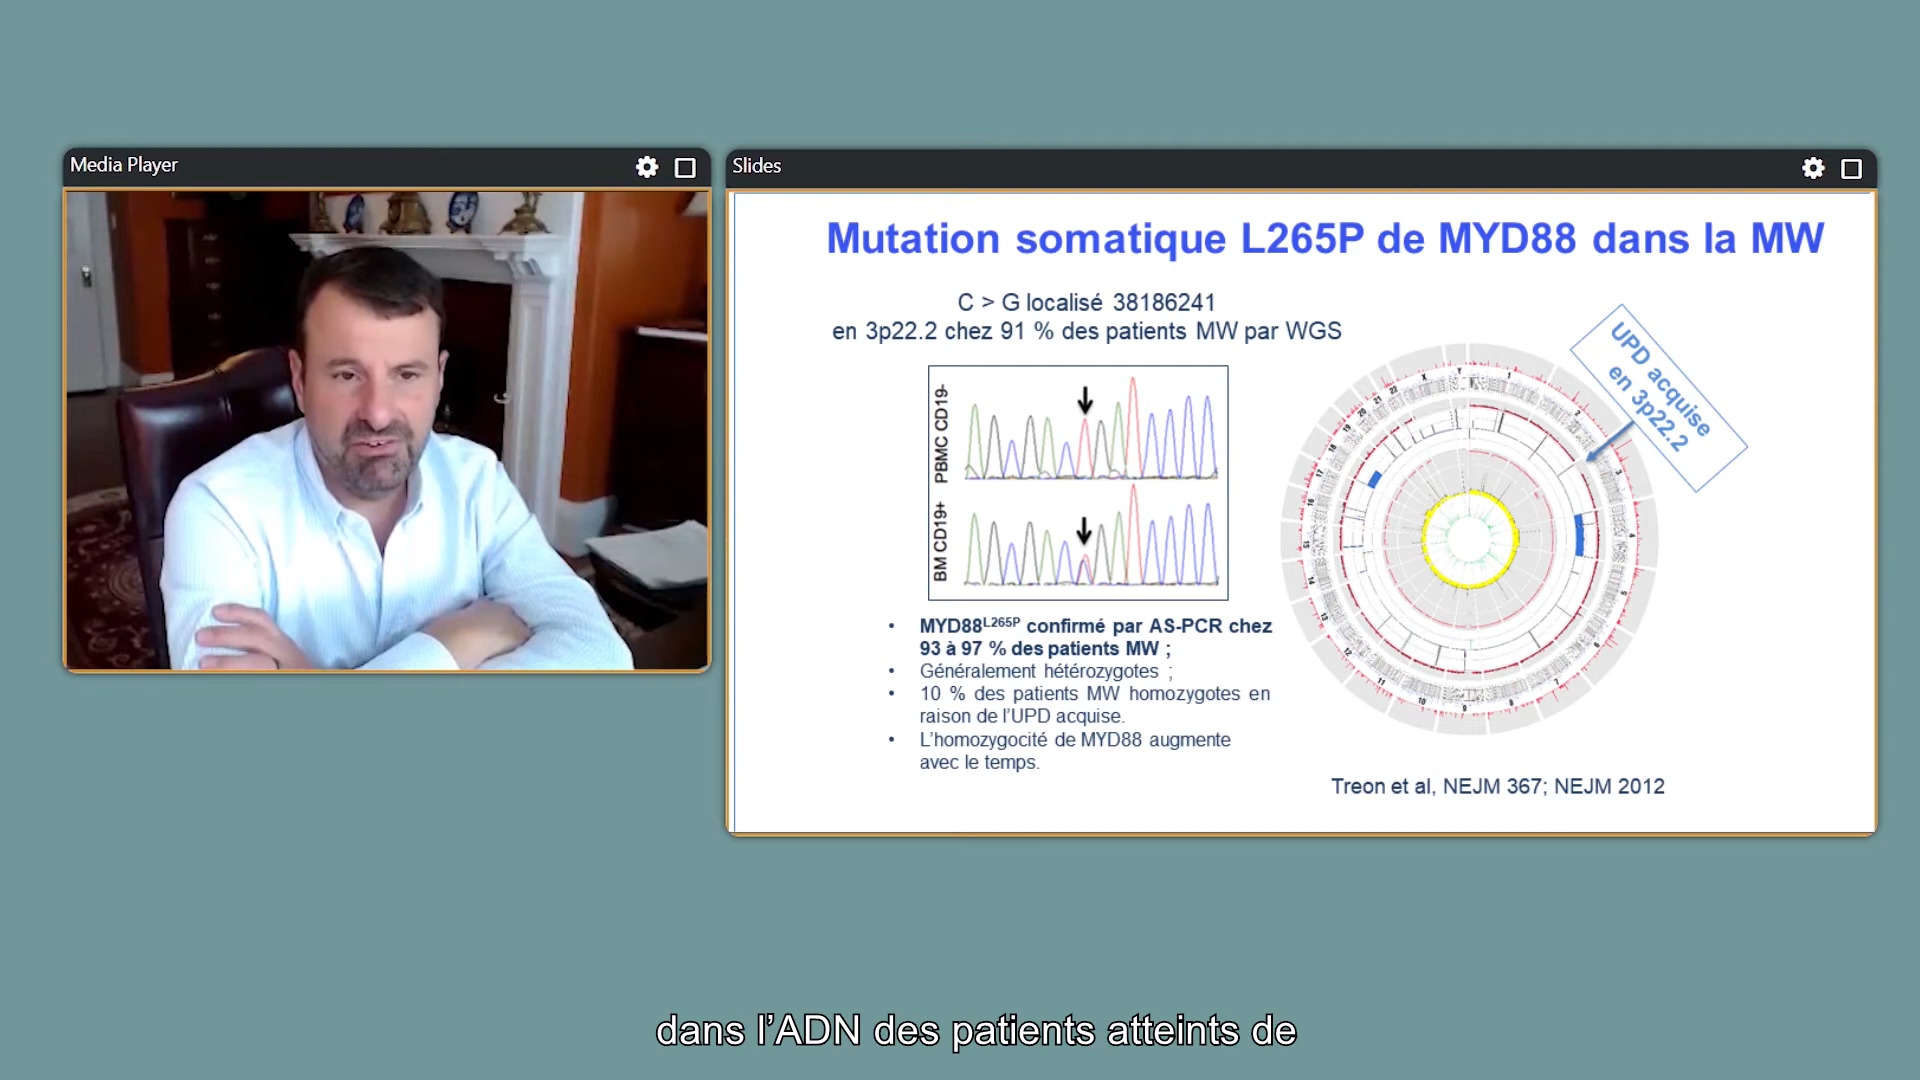 Media Player
Slides
Mutation somatique L265P de MYD88 dans la MW
C > G localisé 38186241
en 3p22.2 chez 91 % des patients MW par WGS
PBMC CD19-
BM CD19+
UPD acquise
en 3p22.2
• MYD88L265P confirmé par AS-PCR chez
93 à 97 % des patients MW ;
• Généralement hétérozygotes ;
• 10 % des patients MW homozygotes en
raison de l'UPD acquise.
• L'homozygocité de MYD88 augmente
avec le temps.
Treon et al, NEJM 367; NEJM 2012
dans l'ADN des patients atteints de